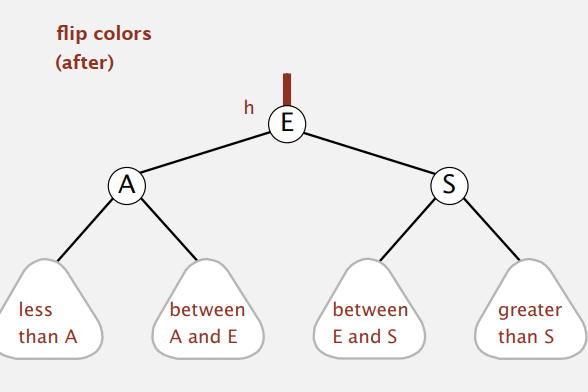 flip colors
(after)
h
E
A
S
less
than A
between
A and E
between
E and S
greater
than S